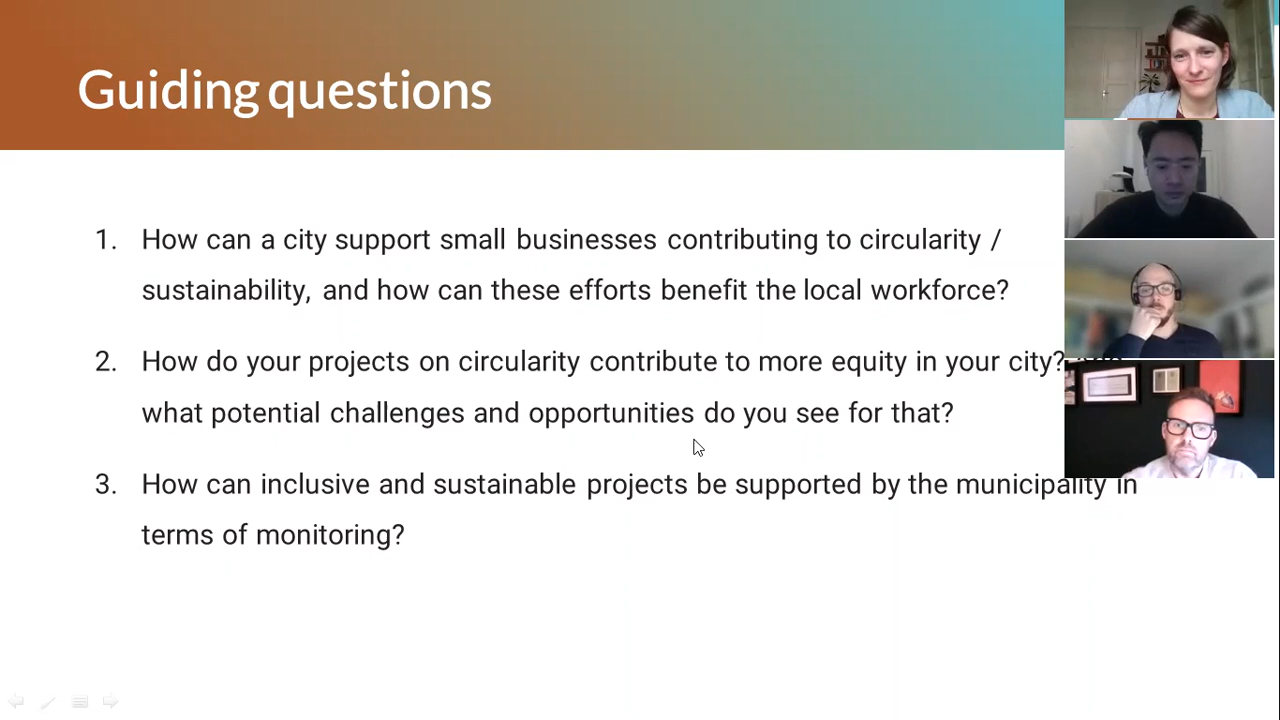 Guiding questions
1. How can a city support small businesses contributing to circularity /
sustainability, and how can these efforts benefit the local workforce?
2. How do your projects on circularity contribute to more equity in your city?
what potential challenges and opportunities do you see for that?
3. How can inclusive and sustainable projects be supported by the municipality in
terms of monitoring?